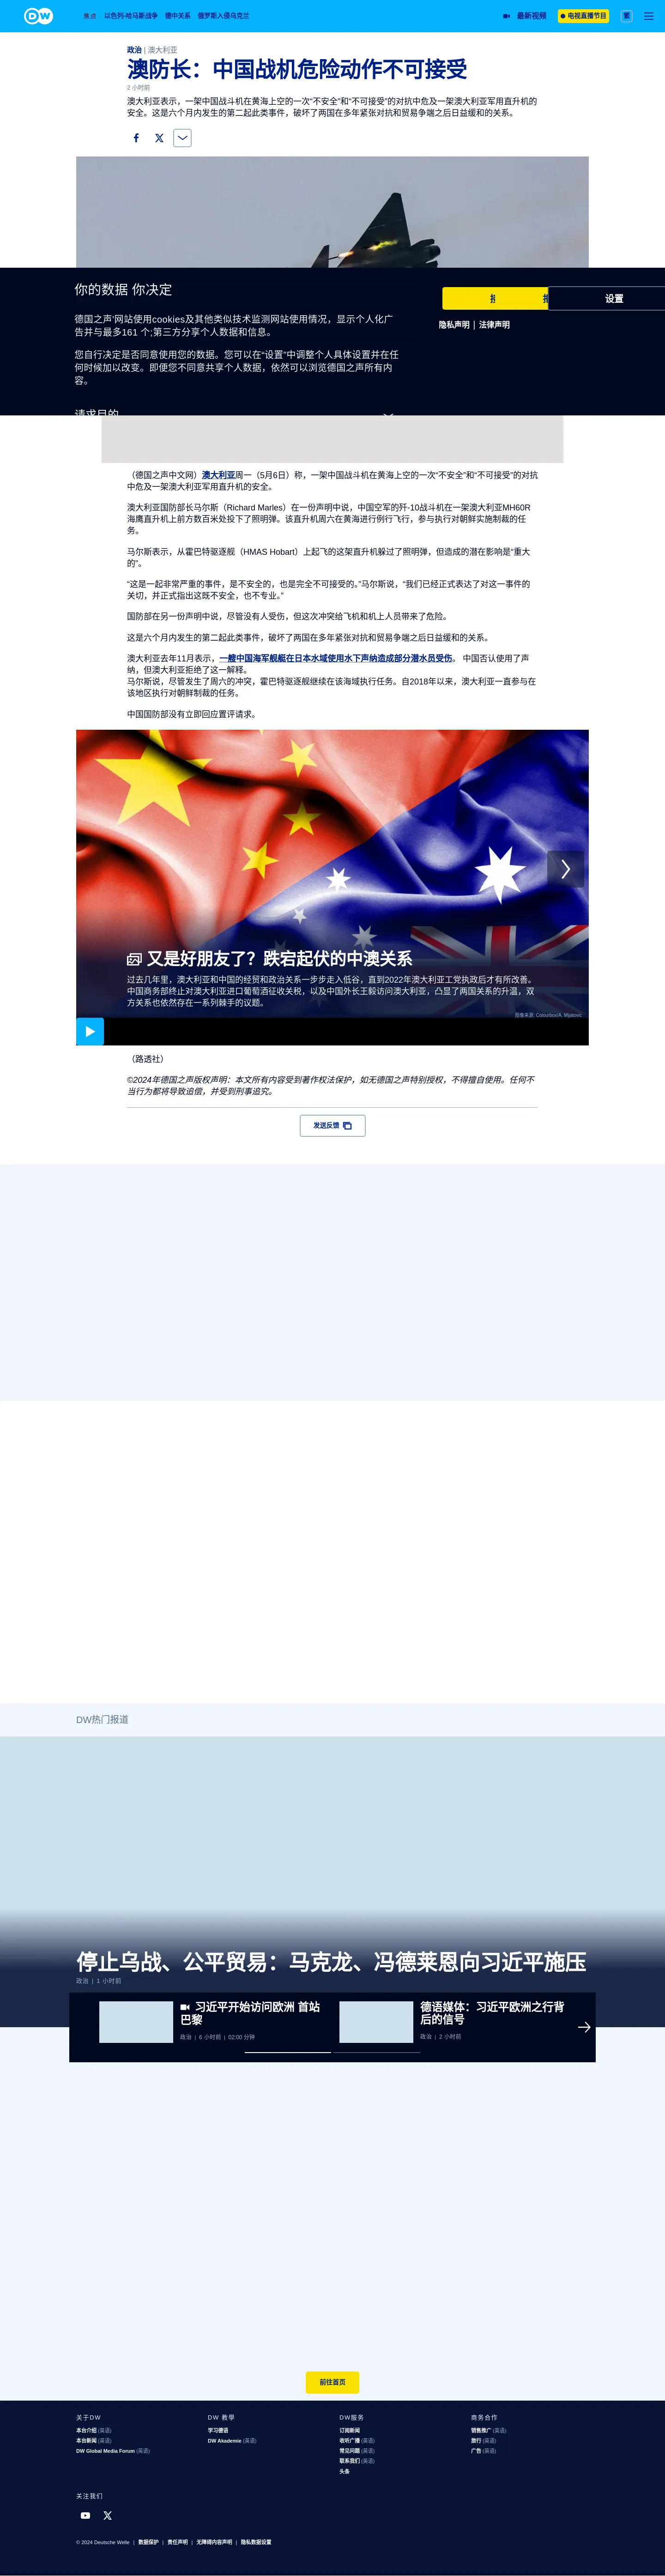 DW
焦点 以色列-哈马斯战争 德中关系 俄罗斯入侵乌克兰
最新视频 电视直播节目 繁
政治 | 澳大利亚
澳防长：中国战机危险动作不可接受
2 小时前
澳大利亚表示，一架中国战斗机在黄海上空的一次“不安全”和“不可接受”的对抗中危及一架澳大利亚军用直升机的
安全。这是六个月内发生的第二起此类事件，破坏了两国在多年紧张对抗和贸易争端之后日益缓和的关系。
你的数据 你决定
德国之声'网站使用cookies及其他类似技术监测网站使用情况，显示个人化广
告并与最多161 个;第三方分享个人数据和信息。
您自行决定是否同意使用您的数据。您可以在“设置”中调整个人具体设置并在任
何时候加以改变。即便您不同意共享个人数据，依然可以浏览德国之声所有内
容。
请求目的
设置
隐私声明 | 法律声明
（德国之声中文网）澳大利亚周一（5月6日）称，一架中国战斗机在黄海上空的一次“不安全”和“不可接受”的对抗
中危及一架澳大利亚军用直升机的安全。
澳大利亚国防部长马尔斯（Richard Marles）在一份声明中说，中国空军的歼-10战斗机在一架澳大利亚MH60R
海鹰直升机上前方数百米处投下了照明弹。该直升机周六在黄海进行例行飞行，参与执行对朝鲜实施制裁的任
务。
马尔斯表示，从霍巴特驱逐舰（HMAS Hobart）上起飞的这架直升机躲过了照明弹，但造成的潜在影响是“重大
的”。
“这是一起非常严重的事件，是不安全的，也是完全不可接受的。”马尔斯说，“我们已经正式表达了对这一事件的
关切，并正式指出这既不安全，也不专业。”
国防部在另一份声明中说，尽管没有人受伤，但这次冲突给飞机和机上人员带来了危险。
这是六个月内发生的第二起此类事件，破坏了两国在多年紧张对抗和贸易争端之后日益缓和的关系。
澳大利亚去年11月表示，一艘中国海军舰艇在日本水域使用水下声纳造成部分潜水员受伤。 中国否认使用了声
纳，但澳大利亚拒绝了这一解释。
马尔斯说，尽管发生了周六的冲突，霍巴特驱逐舰继续在该海域执行任务。自2018年以来，澳大利亚一直参与在
该地区执行对朝鲜制裁的任务。
中国国防部没有立即回应置评请求。
又是好朋友了？跌宕起伏的中澳关系
过去几年里，澳大利亚和中国的经贸和政治关系一步步走入低谷，直到2022年澳大利亚工党执政后才有所改善。
中国商务部终止对澳大利亚进口葡萄酒征收关税，以及中国外长王毅访问澳大利亚，凸显了两国关系的升温，双
方关系也依然存在一系列棘手的议题。
图像来源: Colourbox/A. Mijatovic
（路透社）
©2024年德国之声版权声明：本文所有内容受到著作权法保护，如无德国之声特别授权，不得擅自使用。任何不
当行为都将导致追偿，并受到刑事追究。
发送反馈
DW热门报道
停止乌战、公平贸易：马克龙、冯德莱恩向习近平施压
政治 | 1 小时前
习近平开始访问欧洲 首站
巴黎
政治 | 6 小时前 | 02:00 分钟
德语媒体：习近平欧洲之行背
后的信号
政治 | 2 小时前
前往首页
关于DW
本台介绍 (英语)
本台新闻 (英语)
DW Global Media Forum (英语)
DW 教學
学习德语
DW Akademie (英语)
DW服务
订阅新闻
收听广播 (英语)
常见问题 (英语)
联系我们 (英语)
头条
商务合作
销售推广 (英语)
旅行 (英语)
广告 (英语)
关注我们
© 2024 Deutsche Welle | 数据保护 | 责任声明 | 无障碍内容声明 | 隐私数据设置